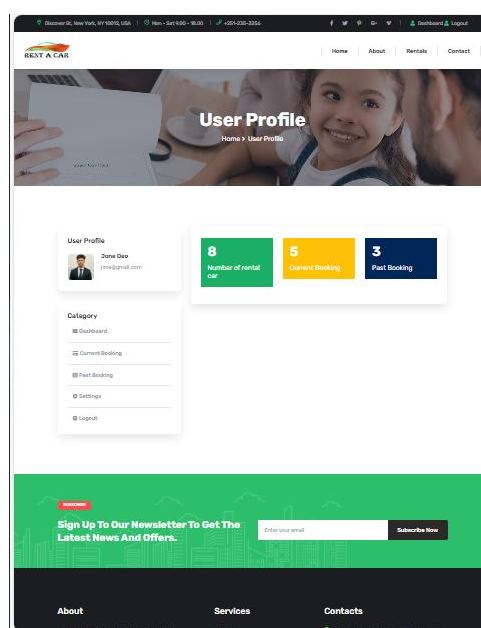 Discover St, New York, NY 10012, USA
Mon - Sat 9.00 - 18.00
+251-235-3256
Dashboard
Logout
RENT A CAR
Home
About
Rentals
Contact
User Profile
Home > User Profile
User Profile
Jone Deo
jone@gmail.com
8
Number of rental
car
5
Current Booking
3
Past Booking
Category
Dashboard
Current Booking
Past Booking
Settings
Logout
SUBSCRIBE
Sign Up To Our Newsletter To Get The
Latest News And Offers.
Enter your email
Subscribe Now
About
Services
Contacts